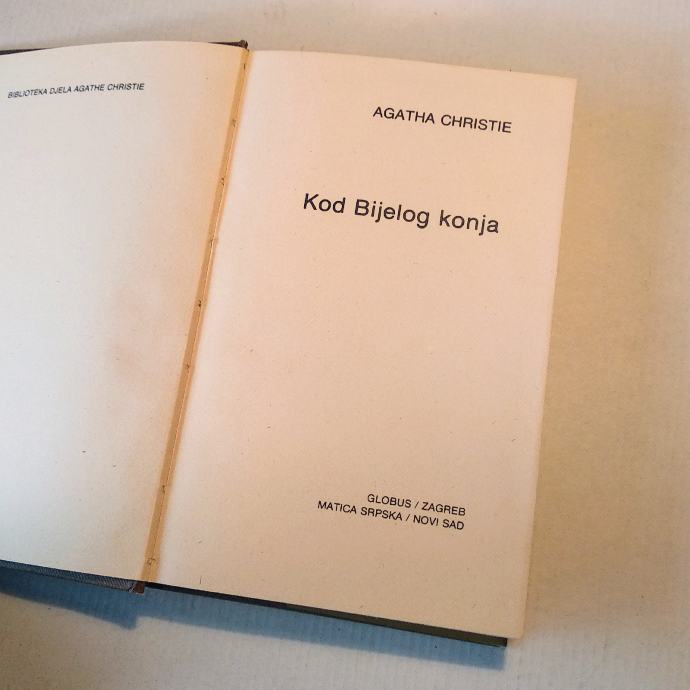 BIBLIOTEKA DJELA AGATHE CHRISTIE
AGATHA CHRISTIE
Kod Bijelog konja
GLOBUS / ZAGREB
MATICA SRPSKA / NOVI SAD